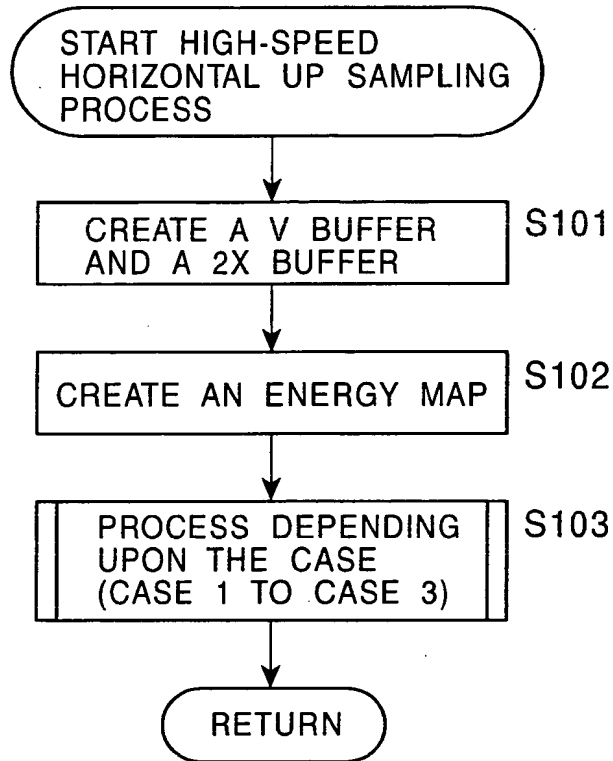 START HIGH-SPEED
HORIZONTAL UP SAMPLING
PROCESS
CREATE A V BUFFER
AND A 2X BUFFER
S101
CREATE AN ENERGY MAP
S102
PROCESS DEPENDING
UPON THE CASE
(CASE 1 TO CASE 3)
S103
RETURN